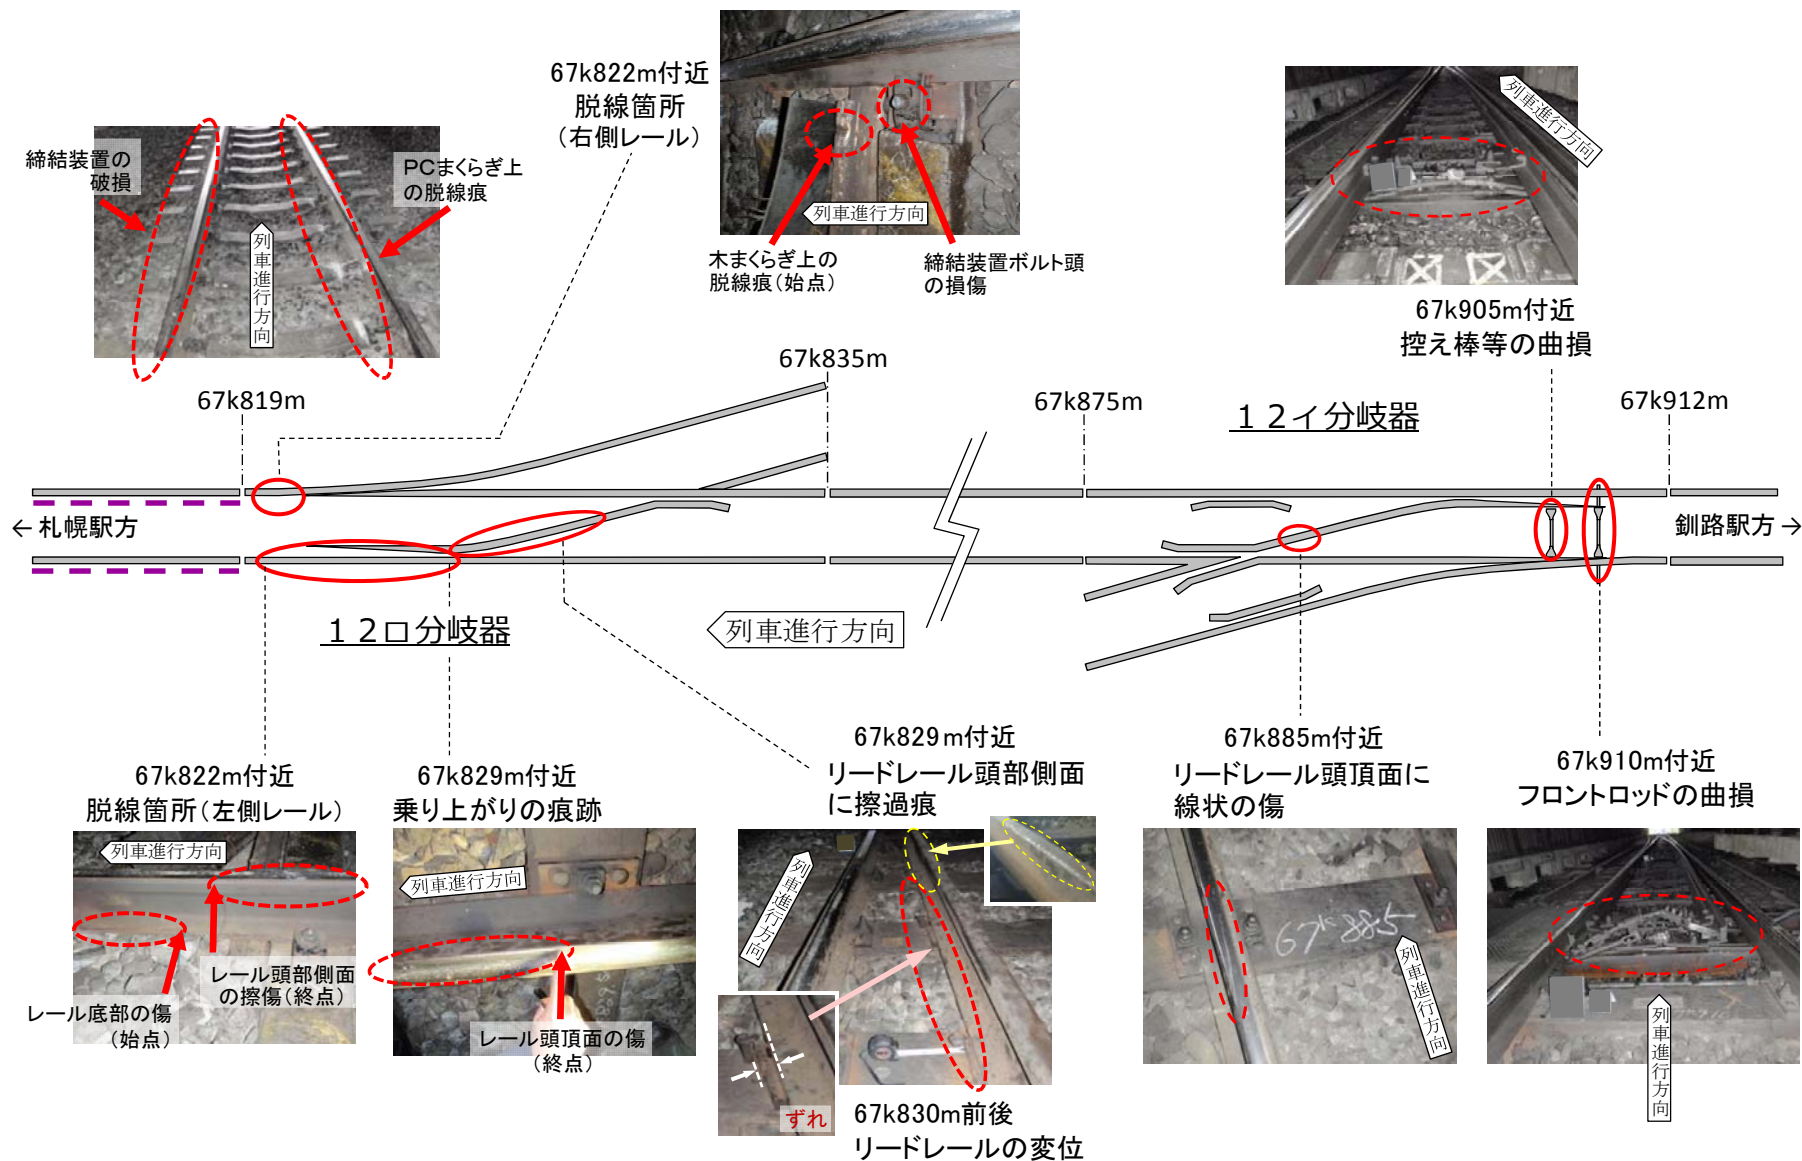 67k822m付近
脱線箇所
（右側レール）
締結装置の
破損
PCまくらぎ上
の脱線痕
列車進行方向
列車進行方向
木まくらぎ上の
脱線痕（始点）
締結装置ボルト頭
の損傷
列車進行方向
67k905m付近
控え棒等の曲損
67k819m
67k835m
67k875m
１２イ分岐器
67k912m
←札幌駅方
釧路駅方→
１２ロ分岐器
列車進行方向
67k822m付近
脱線箇所（左側レール）
列車進行方向
レール頭部側面
の擦傷（終点）
レール底部の傷
（始点）
67k829m付近
乗り上がりの痕跡
列車進行方向
レール頭頂面の傷
（終点）
67k829m付近
リードレール頭部側面
に擦過痕
列車進行方向
ずれ
67k830m前後
リードレールの変位
67k885m付近
リードレール頭頂面に
線状の傷
67k885
列車進行方向
67k910m付近
フロントロッドの曲損
列車進行方向